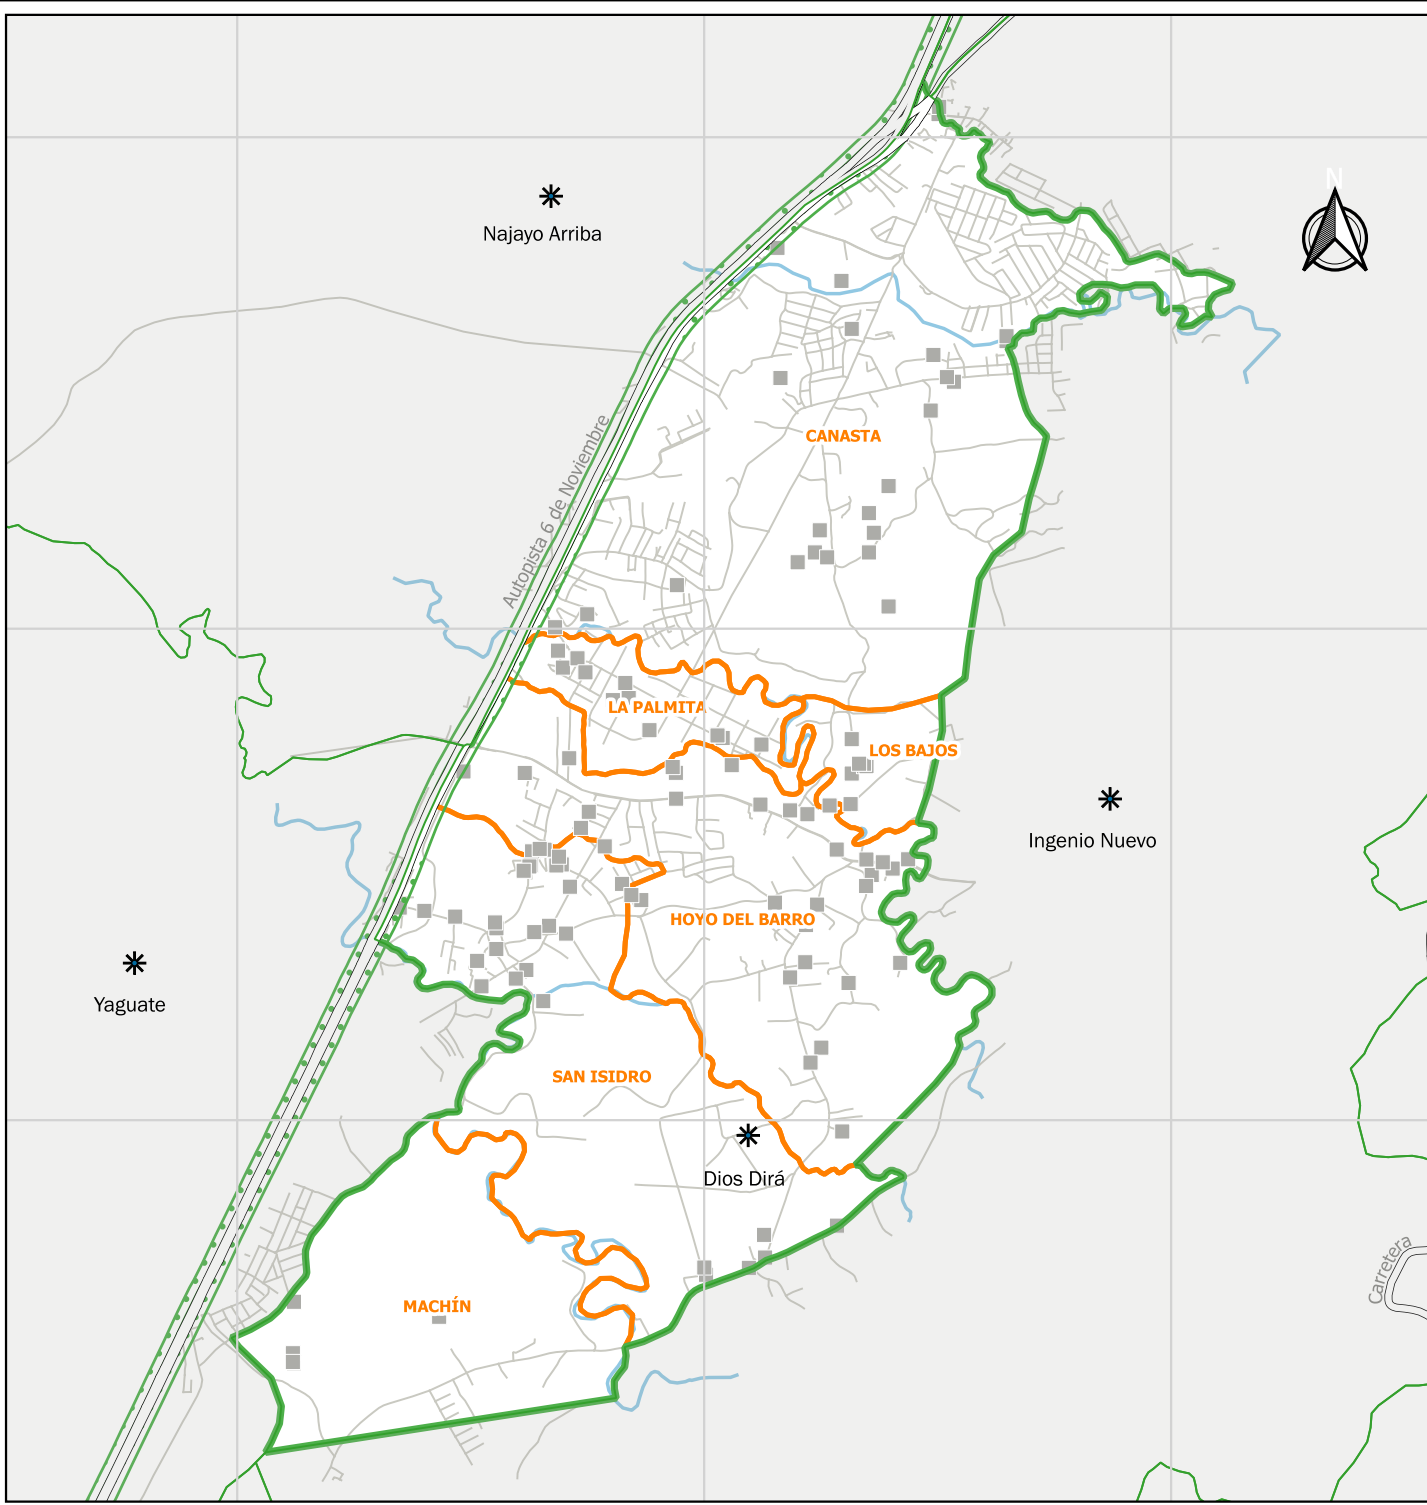 N
Najayo Arriba
Autopista 6 de Noviembre
CANASTA
LA PALMITA
LOS BAJOS
Ingenio Nuevo
HOYO DEL BARRO
Yaguate
SAN ISIDRO
Dios Dirá
Carretera
MACHÍN